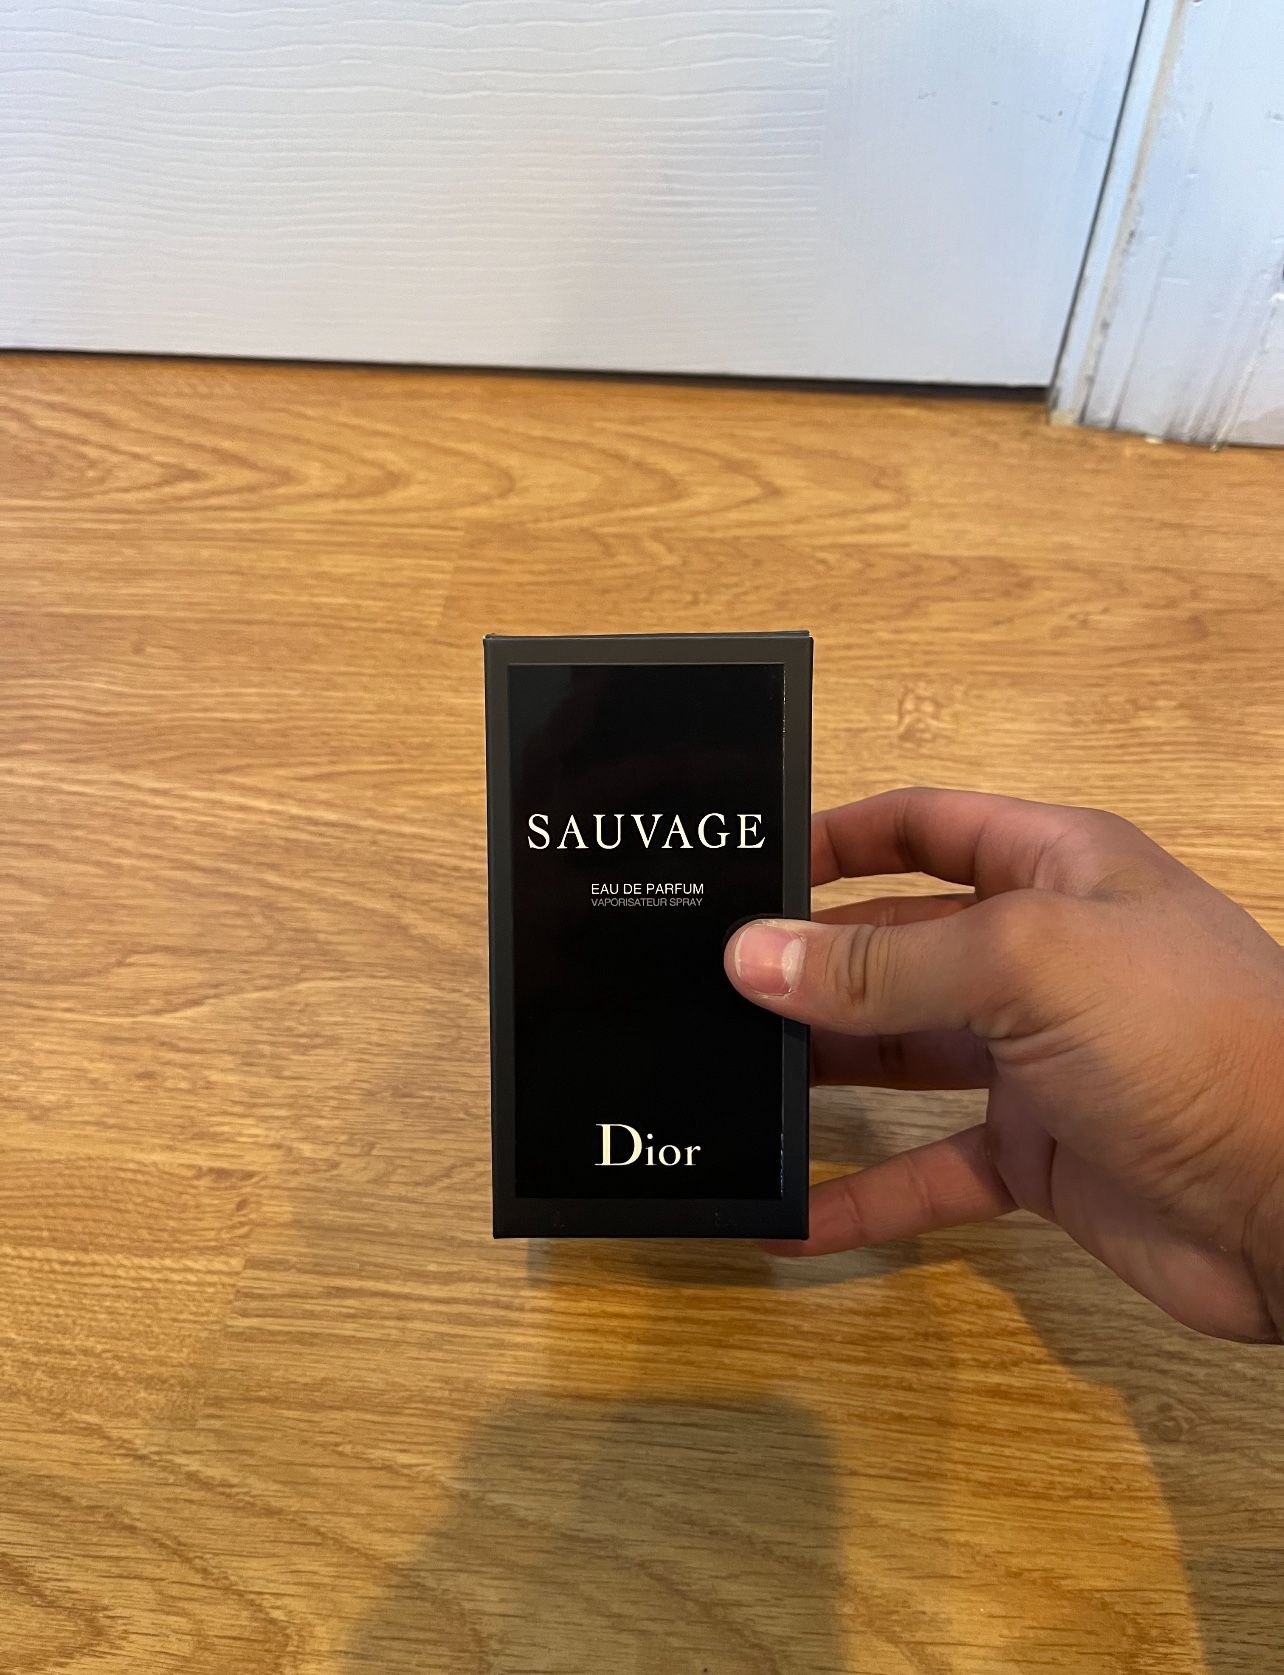 SAUVAGE
EAU DE PARFUM
VAPORISATEUR SPRAY
Dior